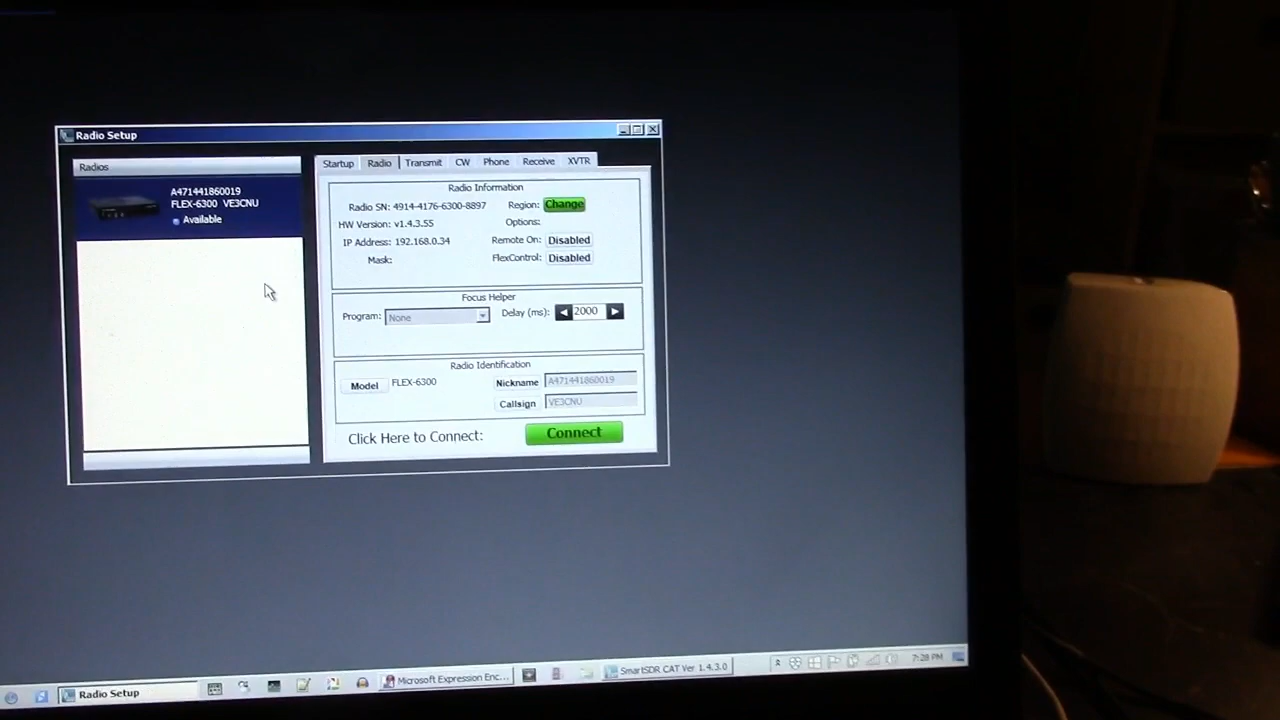 Radio Setup
Radios
A471441860019
FLEX-6300 VE3CNU
Available
Startup Radio Transmit CW Phone Receive XVTR
Radio Information
Radio SN: 4914-4176-6300-8897 Region: Change
HW Version: v1.4.3.55 Options:
IP Address: 192.168.0.34 Remote On: Disabled
Mask: FlexControl: Disabled
Focus Helper
Program: None Delay (ms): 2000
Radio Identification
Model FLEX-6300 Nickname A471441860019
Callsign VE3CNU
Click Here to Connect: Connect
Radio Setup Microsoft Expression Enc... SmartSDR CAT Ver 1.4.3.0 7:28 PM